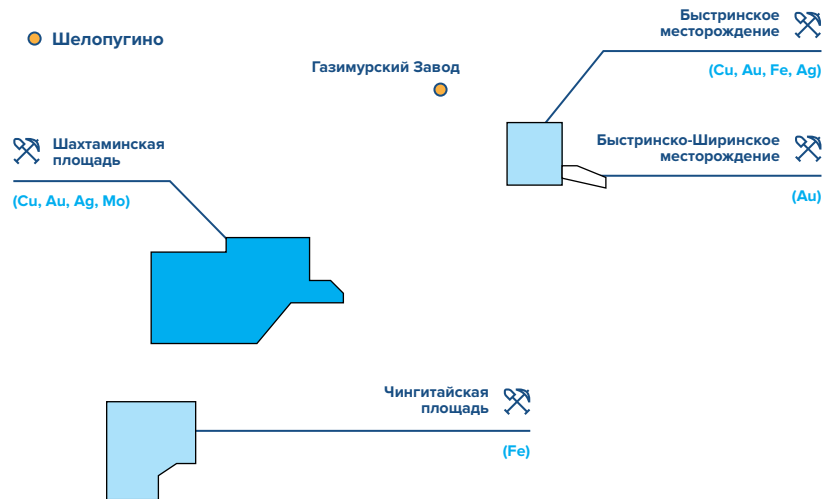 Быстринское
месторождение
(Cu, Au, Fe, Ag)
Шелопугино
Газимурский Завод
Шахтаминская
площадь
(Cu, Au, Ag, Mo)
Быстринско-Ширинское
месторождение
(Au)
Чингитайская
площадь
(Fe)